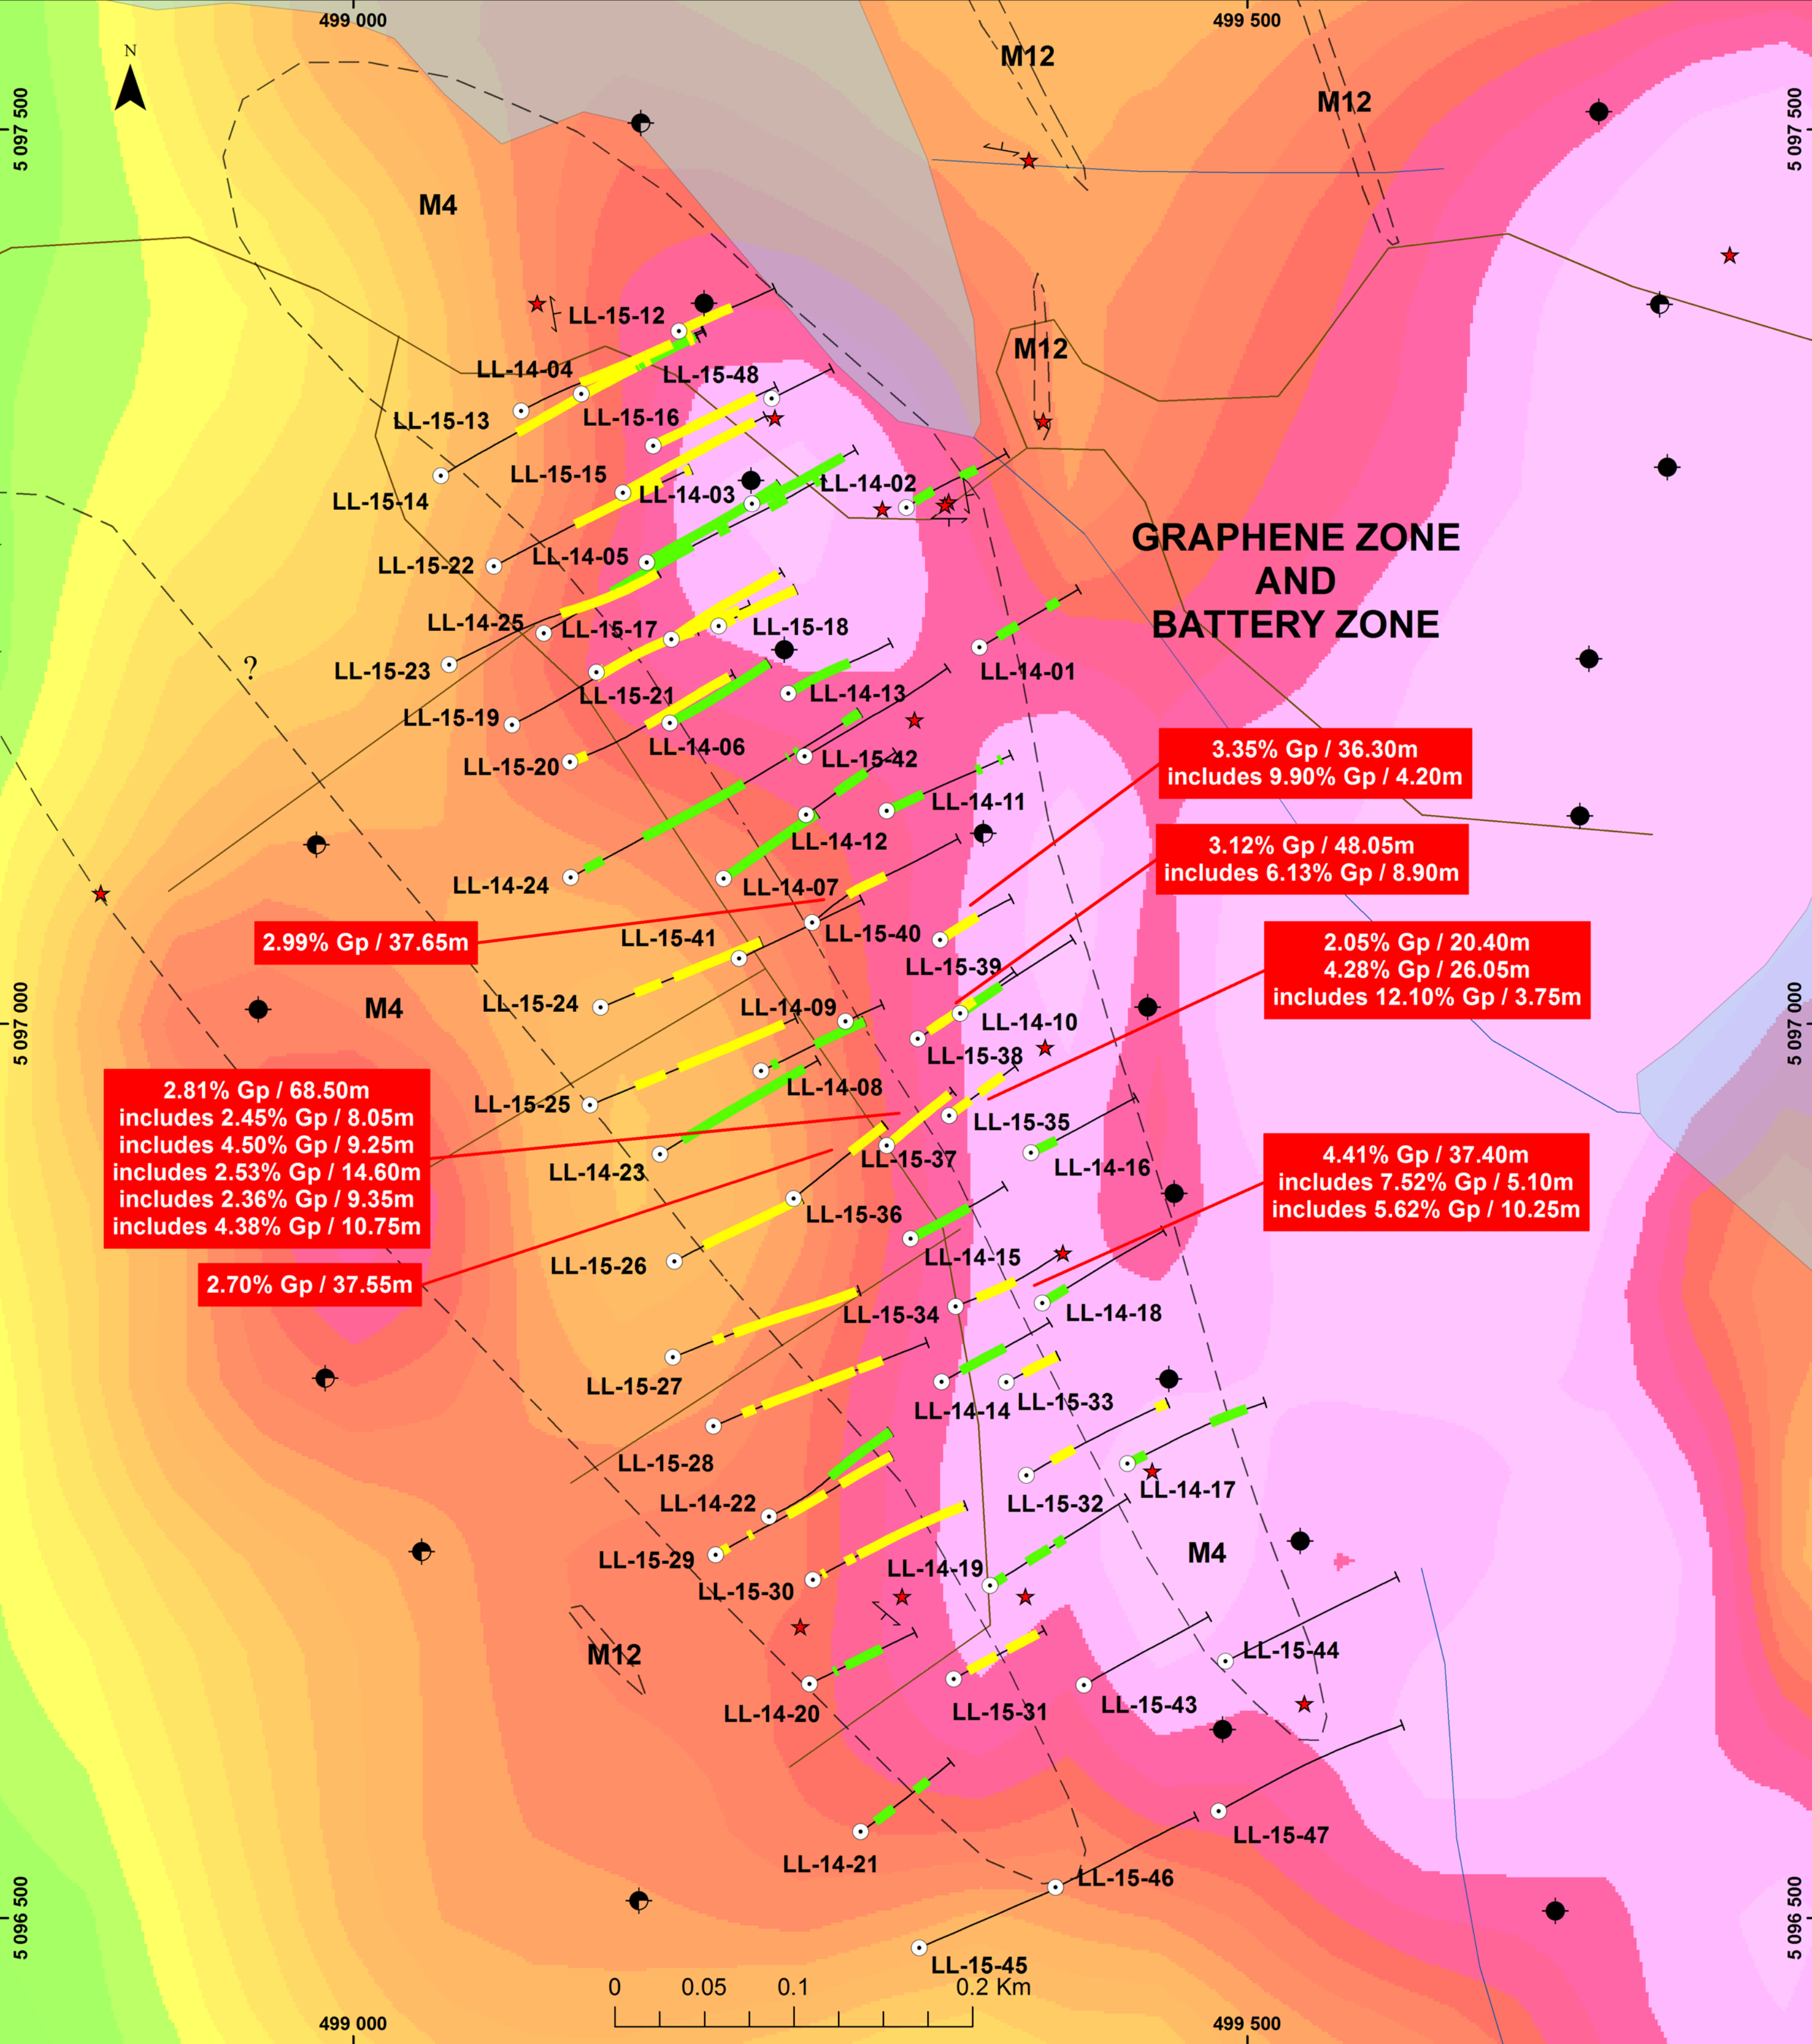 499 000
499 500
N
M12
M12
5 097 500
5 097 500
M4
LL-15-12
M12
LL-14-04
LL-15-48
LL-15-13
LL-15-16
LL-15-15
LL-14-02
LL-14-03
LL-15-14
GRAPHENE ZONE
AND
BATTERY ZONE
LL-14-05
LL-15-22
LL-14-25
LL-15-17
LL-15-18
?
LL-15-23
LL-14-01
LL-15-21
LL-14-13
LL-15-19
LL-14-06
LL-15-42
LL-15-20
3.35% Gp / 36.30m
includes 9.90% Gp / 4.20m
LL-14-11
LL-14-12
3.12% Gp / 48.05m
includes 6.13% Gp / 8.90m
LL-14-24
LL-14-07
2.99% Gp / 37.65m
LL-15-41
LL-15-40
2.05% Gp / 20.40m
4.28% Gp / 26.05m
includes 12.10% Gp / 3.75m
LL-15-39
LL-15-24
M4
LL-14-09
LL-14-10
5 097 000
5 097 000
LL-15-38
LL-14-08
LL-15-25
2.81% Gp / 68.50m
includes 2.45% Gp / 8.05m
includes 4.50% Gp / 9.25m
includes 2.53% Gp / 14.60m
includes 2.36% Gp / 9.35m
includes 4.38% Gp / 10.75m
LL-15-35
LL-14-23
LL-15-37
LL-14-16
4.41% Gp / 37.40m
includes 7.52% Gp / 5.10m
includes 5.62% Gp / 10.25m
LL-15-36
LL-14-15
LL-15-26
2.70% Gp / 37.55m
LL-15-34
LL-14-18
LL-15-27
LL-14-14
LL-15-33
LL-15-28
LL-14-22
LL-15-32
LL-14-17
LL-15-29
LL-14-19
M4
LL-15-30
M12
LL-15-44
LL-14-20
LL-15-31
LL-15-43
LL-14-21
LL-15-47
LL-15-46
5 096 500
5 096 500
LL-15-45
0 0.05 0.1 0.2 Km
499 000
499 500